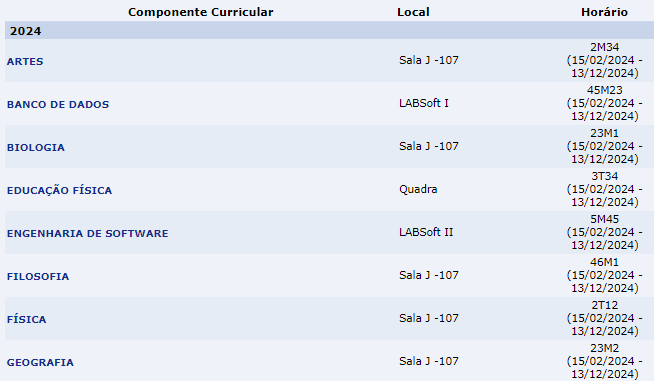 Componente Curricular Local Horário
2024
ARTES Sala J -107 2M34 (15/02/2024 - 13/12/2024)
BANCO DE DADOS LABSoft I 45M23 (15/02/2024 - 13/12/2024)
BIOLOGIA Sala J -107 23M1 (15/02/2024 - 13/12/2024)
EDUCAÇÃO FÍSICA Quadra 3T34 (15/02/2024 - 13/12/2024)
ENGENHARIA DE SOFTWARE LABSoft II 5M45 (15/02/2024 - 13/12/2024)
FILOSOFIA Sala J -107 46M1 (15/02/2024 - 13/12/2024)
FÍSICA Sala J -107 2T12 (15/02/2024 - 13/12/2024)
GEOGRAFIA Sala J -107 23M2 (15/02/2024 - 13/12/2024)